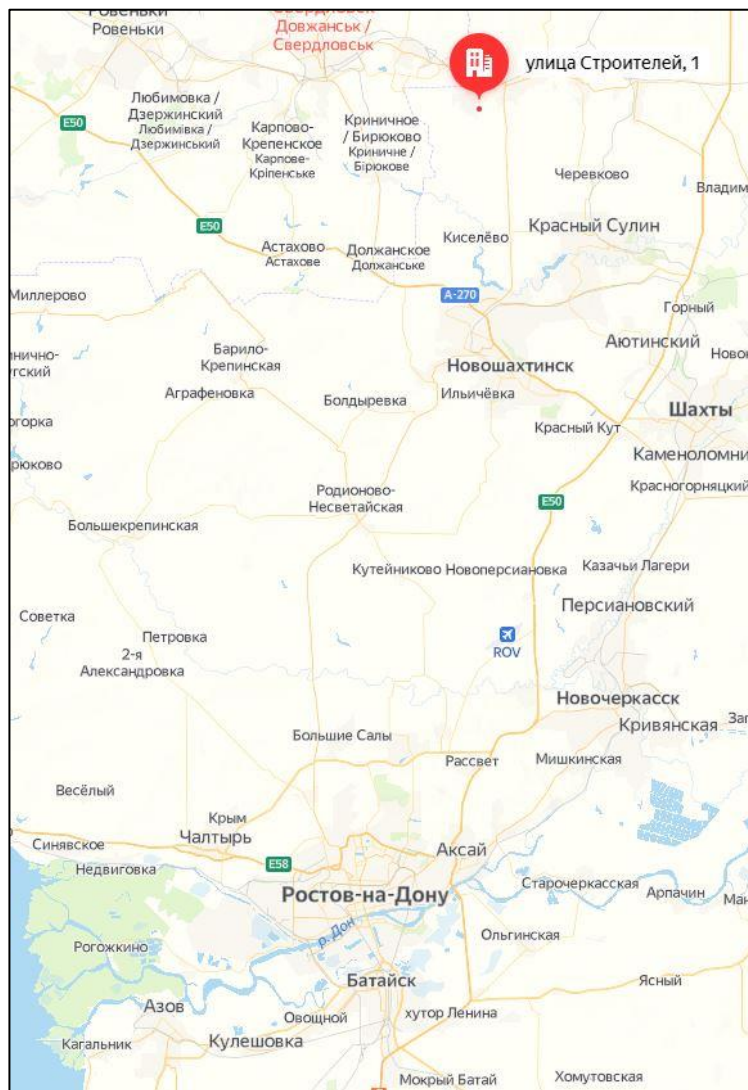 Ровеньки
Довжанськ /
Свердловськ
улица Строителей, 1
Любимовка /
Дзержинский
Любимівка /
Дзержинський
E50
Карпово-
Крепенское
Карпове-
Кріпенське
Криничное
/ Бирюково
Криничне /
Бірюкове
Черевково
Владим
E50
Красный Сулин
Киселёво
Астахово
Астахове
Должанское
Должанське
Миллерово
А-270
Горный
Аютинский
Барило-
Крепинская
Новошахтинск
Аграфеновка
Болдыревка
Ильичёвка
Шахты
Красный Кут
Каменоломни
Родионово-
Несветайская
Красногорняцкий
E50
Большекрепинская
Кутейниково
Новоперсиановка
Казачьи Лагери
Персиановский
Советка
Петровка
ROV
2-я
Александровка
Новочеркасск
Кривянская
Большие Салы
Рассвет
Мишкинская
Весёлый
Крым
Чалтырь
Синявское
Недвиговка
E58
Аксай
Ростов-на-Дону
Старочеркасская
Арпачин
р. Дон
Рогожкино
Ольгинская
Батайск
Ясный
Азов
Овощной
хутор Ленина
Кагальник
Кулешовка
Мокрый Батай
Хомутовская